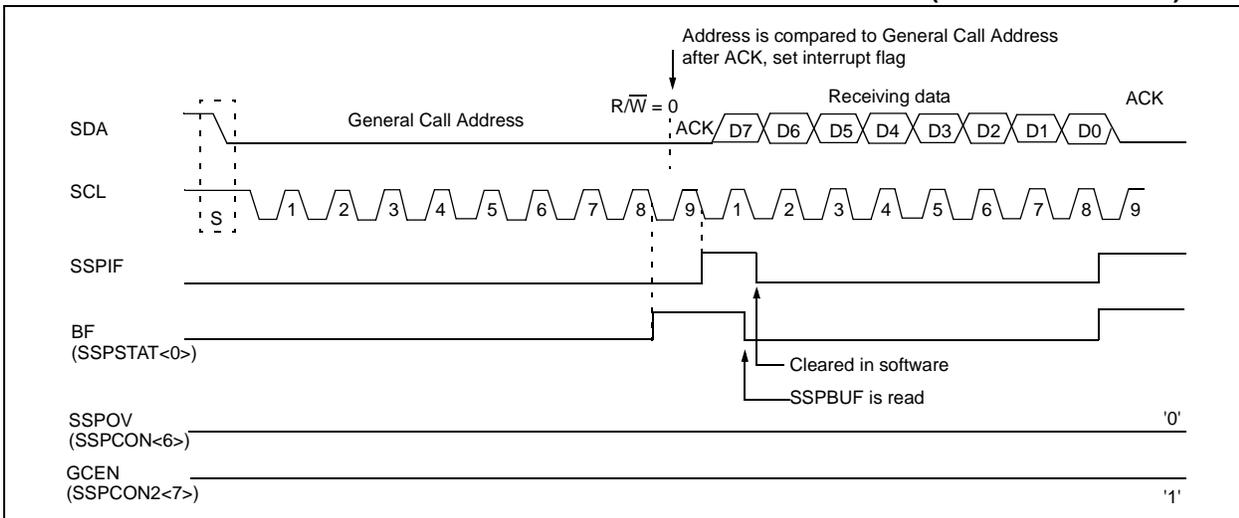 Address is compared to General Call Address
after ACK, set interrupt flag
R/W = 0
Receiving data
ACK
SDA
General Call Address
ACK
D7 D6 D5 D4 D3 D2 D1 D0
SCL
S
1 2 3 4 5 6 7 8 9 1 2 3 4 5 6 7 8 9
SSPIF
BF
(SSPSTAT<0>)
Cleared in software
SSPBUF is read
SSPOV
(SSPCON<6>)
'0'
GCEN
(SSPCON2<7>)
'1'